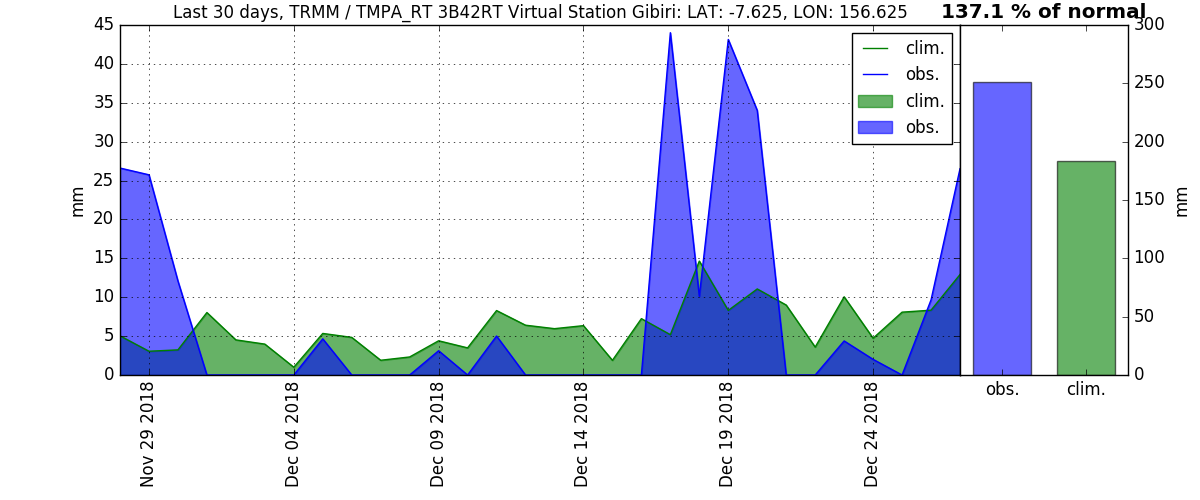 Last 30 days, TRMM / TMPA_RT 3B42RT Virtual Station Gibiri: LAT: -7.625, LON: 156.625
137.1 % of normal
45
40
35
30
25
20
15
10
5
0
mm
Nov 29 2018
Dec 04 2018
Dec 09 2018
Dec 14 2018
Dec 19 2018
Dec 24 2018
clim.
obs.
clim.
obs.
300
250
200
150
100
50
0
mm
obs.
clim.